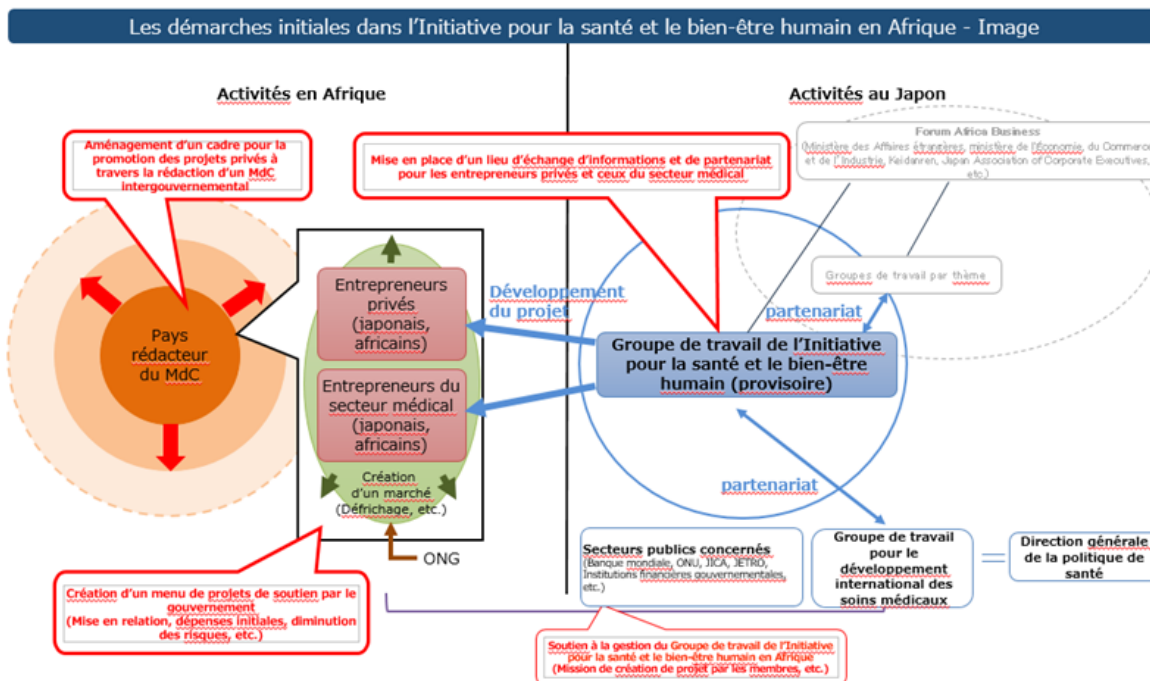 Les démarches initiales dans l'Initiative pour la santé et le bien-être humain en Afrique - Image
Activités en Afrique
Activités au Japon
Aménagement d'un cadre pour la
promotion des projets privés à
travers la rédaction d'un MdC
intergouvernemental
Mise en place d'un lieu d'échange d'informations et de partenariat
pour les entrepreneurs privés et ceux du secteur médical
Forum Africa Business
(Ministère des Affaires étrangères, ministère de l'Économie, du Commerc
et de l'Industrie, Keidanren, Japan Association of Corporate Executives,
etc.)
Groupes de travail par thème
Pays
rédacteur
du MdC
Entrepreneurs
privés
(japonais,
africains)
Entrepreneurs du
secteur médical
(japonais,
africains)
Création
d'un marché
(Défrichage, etc.)
ONG
Développement
du projet
partenariat
Groupe de travail de l'Initiative
pour la santé et le bien-être
humain (provisoire)
partenariat
Secteurs publics concernés
(Banque mondiale, ONU, JICA, JETRO,
Institutions financières gouvernementales,
etc.)
Groupe de travail
pour le
développement
international des
soins médicaux
Direction générale
de la politique de
santé
Création d'un menu de projets de soutien par le
gouvernement
(Mise en relation, dépenses initiales, diminution
des risques, etc.)
Soutien à la gestion du Groupe de travail de l'Initiative
pour la santé et le bien-être humain en Afrique
(Mission de création de projet par les membres, etc.)